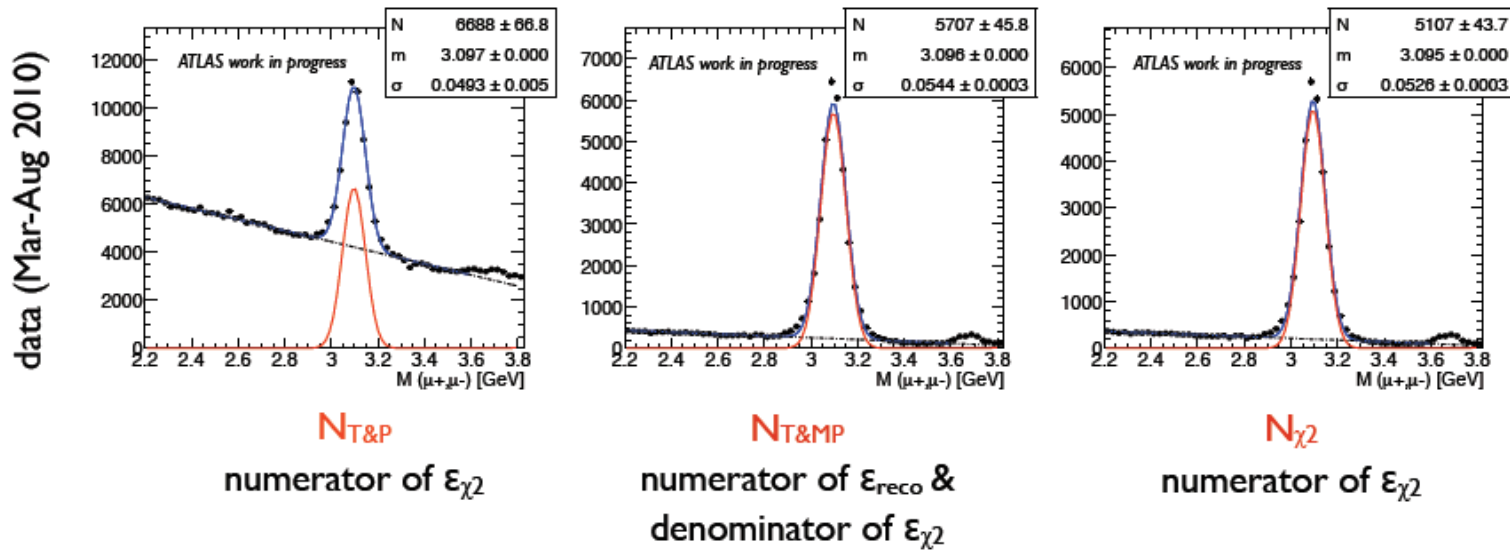 data (Mar-Aug 2010)
ATLAS work in progress
N 6688 ± 66.8
m 3.097 ± 0.000
σ 0.0493 ± 0.005
12000
10000
8000
6000
4000
2000
0
2.2 2.4 2.6 2.8 3 3.2 3.4 3.6 3.8
M (μ+,μ-) [GeV]
N_T&P
numerator of ε_χ2
ATLAS work in progress
N 5707 ± 45.8
m 3.096 ± 0.000
σ 0.0544 ± 0.0003
7000
6000
5000
4000
3000
2000
1000
0
2.2 2.4 2.6 2.8 3 3.2 3.4 3.6 3.8
M (μ+,μ-) [GeV]
N_T&MP
numerator of ε_reco &
denominator of ε_χ2
ATLAS work in progress
N 5107 ± 43.7
m 3.095 ± 0.000
σ 0.0526 ± 0.0003
6000
5000
4000
3000
2000
1000
0
2.2 2.4 2.6 2.8 3 3.2 3.4 3.6 3.8
M (μ+,μ-) [GeV]
N_χ2
numerator of ε_χ2